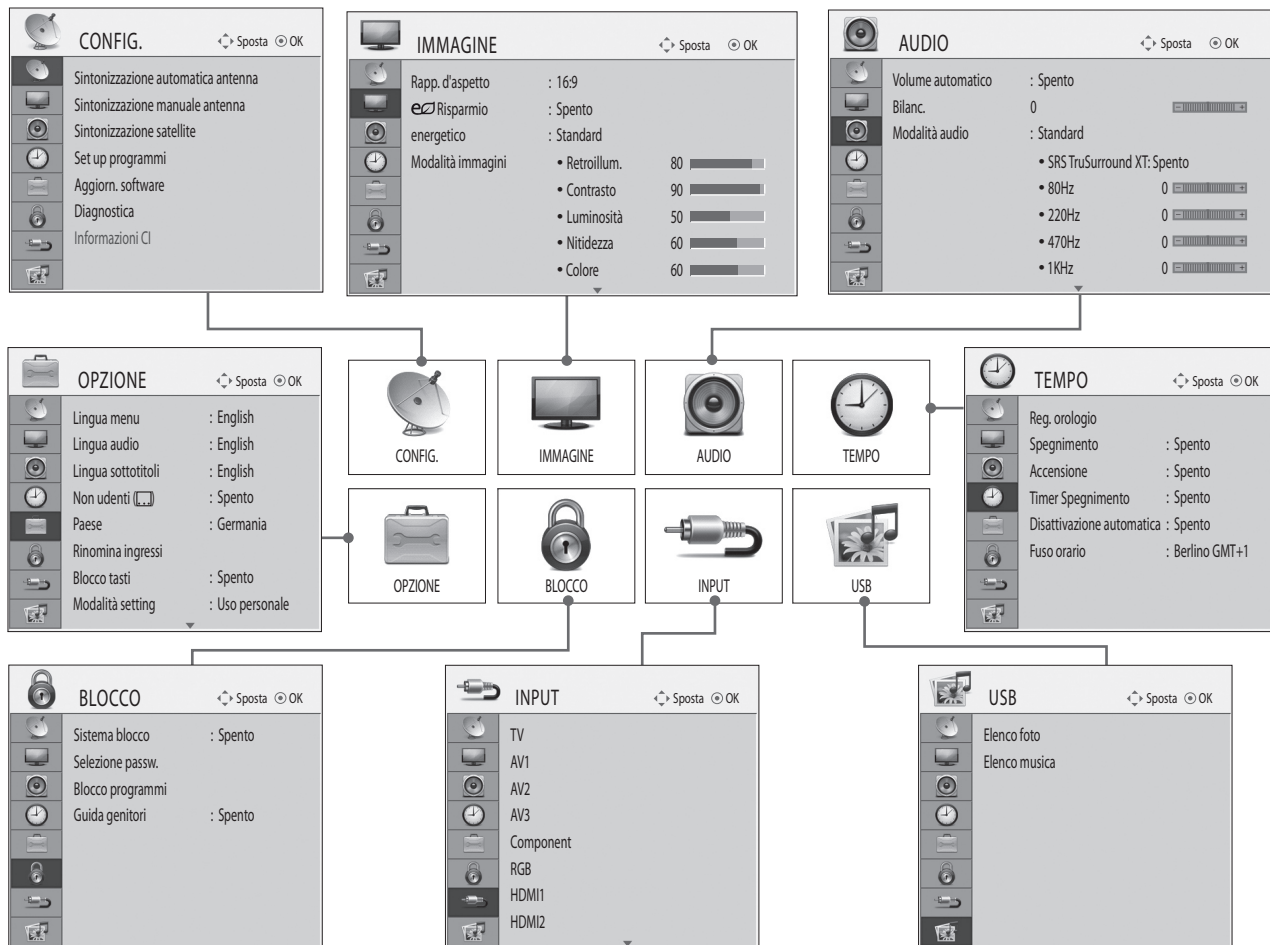 CONFIG. Sposta OK
Sintonizzazione automatica antenna
Sintonizzazione manuale antenna
Sintonizzazione satellite
Set up programmi
Aggiorn. software
Diagnostica
Informazioni CI
IMMAGINE Sposta OK
Rapp. d'aspetto : 16:9
Risparmio : Spento
energetico : Standard
Modalità immagini • Retroillum. 80
• Contrasto 90
• Luminosità 50
• Nitidezza 60
• Colore 60
AUDIO Sposta OK
Volume automatico : Spento
Bilanc. 0 - +
Modalità audio : Standard
• SRS TruSurround XT: Spento
• 80Hz 0 - +
• 220Hz 0 - +
• 470Hz 0 - +
• 1KHz 0 - +
OPZIONE Sposta OK
Lingua menu : English
Lingua audio : English
Lingua sottotitoli : English
Non udenti ( ) : Spento
Paese : Germania
Rinomina ingressi
Blocco tasti : Spento
Modalità setting : Uso personale
CONFIG.
IMMAGINE
AUDIO
TEMPO
OPZIONE
BLOCCO
INPUT
USB
TEMPO Sposta OK
Reg. orologio
Spegnimento : Spento
Accensione : Spento
Timer Spegnimento : Spento
Disattivazione automatica : Spento
Fuso orario : Berlino GMT+1
BLOCCO Sposta OK
Sistema blocco : Spento
Selezione passw.
Blocco programmi
Guida genitori : Spento
INPUT Sposta OK
TV
AV1
AV2
AV3
Component
RGB
HDMI1
HDMI2
USB Sposta OK
Elenco foto
Elenco musica